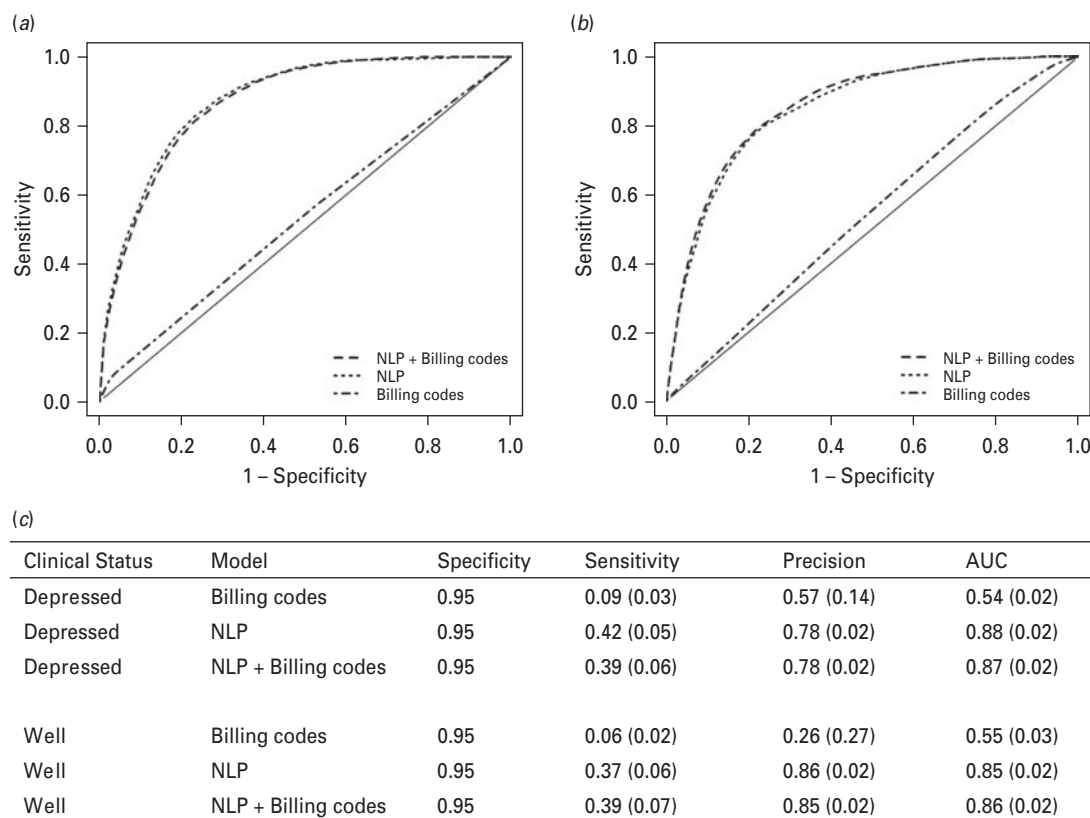 (a)
1.0
0.8
0.6
0.4
0.2
0.0
Sensitivity
NLP + Billing codes
NLP
Billing codes
0.0 0.2 0.4 0.6 0.8 1.0
1 – Specificity
(b)
1.0
0.8
0.6
0.4
0.2
0.0
Sensitivity
NLP + Billing codes
NLP
Billing codes
0.0 0.2 0.4 0.6 0.8 1.0
1 – Specificity
(c)
Clinical Status Model Specificity Sensitivity Precision AUC
Depressed Billing codes 0.95 0.09 (0.03) 0.57 (0.14) 0.54 (0.02)
Depressed NLP 0.95 0.42 (0.05) 0.78 (0.02) 0.88 (0.02)
Depressed NLP + Billing codes 0.95 0.39 (0.06) 0.78 (0.02) 0.87 (0.02)
Well Billing codes 0.95 0.06 (0.02) 0.26 (0.27) 0.55 (0.03)
Well NLP 0.95 0.37 (0.06) 0.86 (0.02) 0.85 (0.02)
Well NLP + Billing codes 0.95 0.39 (0.07) 0.85 (0.02) 0.86 (0.02)